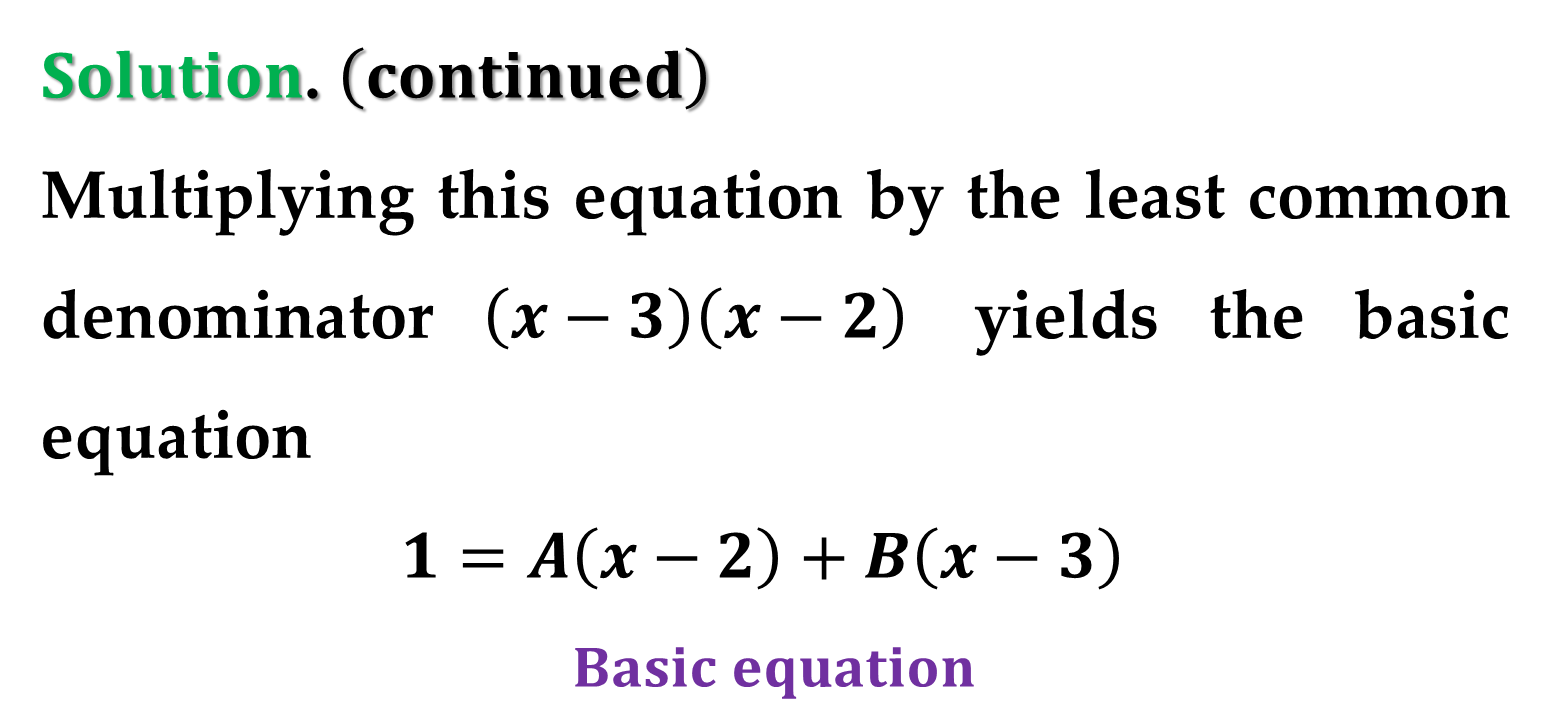 Solution. (continued)
Multiplying this equation by the least common
denominator (x − 3)(x − 2) yields the basic
equation
1 = A(x − 2) + B(x − 3)
Basic equation